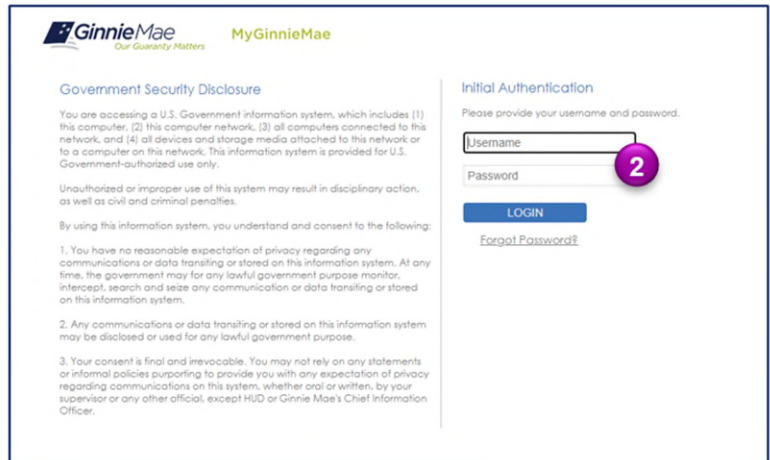 GinnieMae
Our Guaranty Matters
MyGinnieMae
Government Security Disclosure
You are accessing a U.S. Government information system, which includes (1)
this computer, (2) this computer network, (3) all computers connected to this
network, and (4) all devices and storage media attached to this network or
to a computer on this network. This information system is provided for U.S.
Government-authorized use only.
Unauthorized or improper use of this system may result in disciplinary action,
as well as civil and criminal penalties.
By using this information system, you understand and consent to the following:
1. You have no reasonable expectation of privacy regarding any
communications or data transiting or stored on this information system. At any
time, the government may for any lawful government purpose monitor,
intercept, search and seize any communication or data transiting or stored
on this information system.
2. Any communications or data transiting or stored on this information system
may be disclosed or used for any lawful government purpose.
3. Your consent is final and irrevocable. You may not rely on any statements
or informal policies purporting to provide you with any expectation of privacy
regarding communications on this system, whether oral or written, by your
supervisor or any other official, except HUD or Ginnie Mae's Chief Information
Officer.
Initial Authentication
Please provide your username and password.
Username
Password
2
LOGIN
Forgot Password?